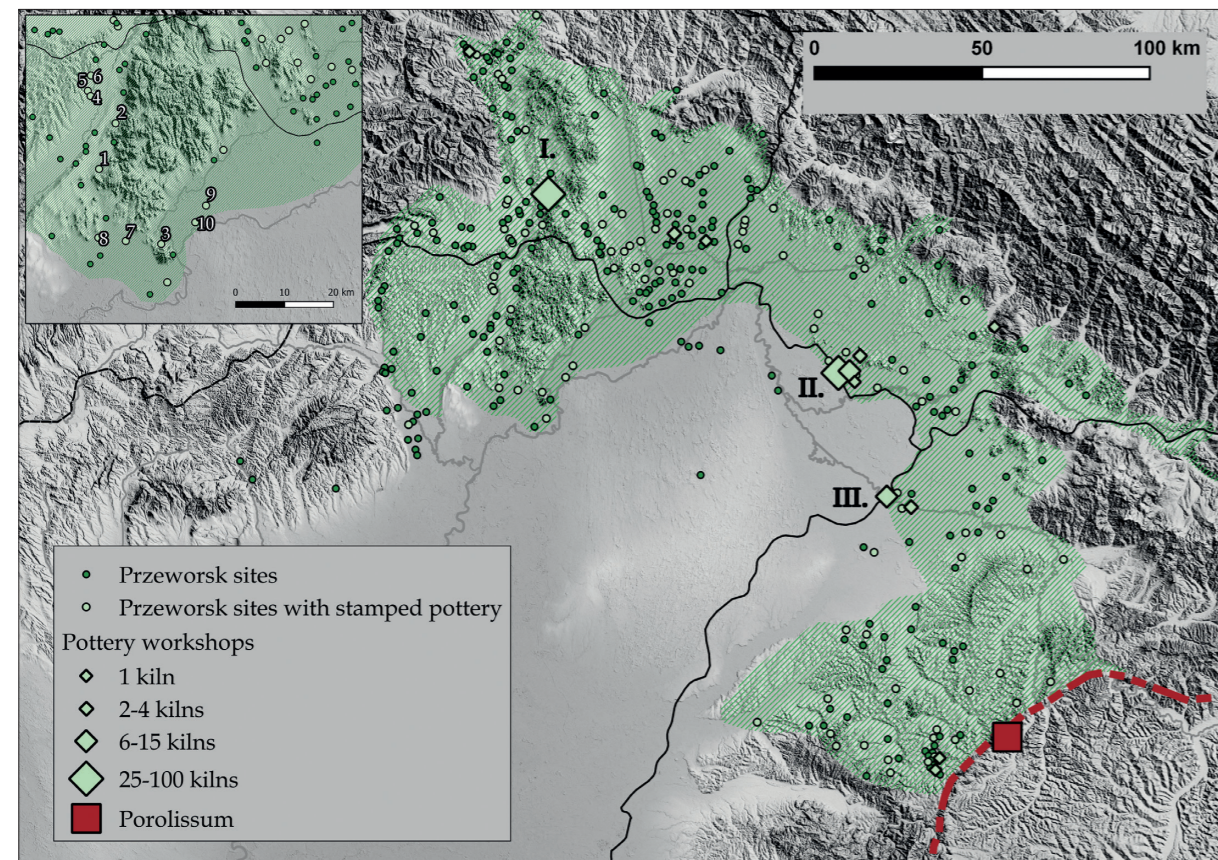 0 50 100 km
5 6
4
2
1
9
10
8 7 3
0 10 20 km
I.
II.
III.
Przeworsk sites
Przeworsk sites with stamped pottery
Pottery workshops
1 kiln
2-4 kilns
6-15 kilns
25-100 kilns
Porolissum